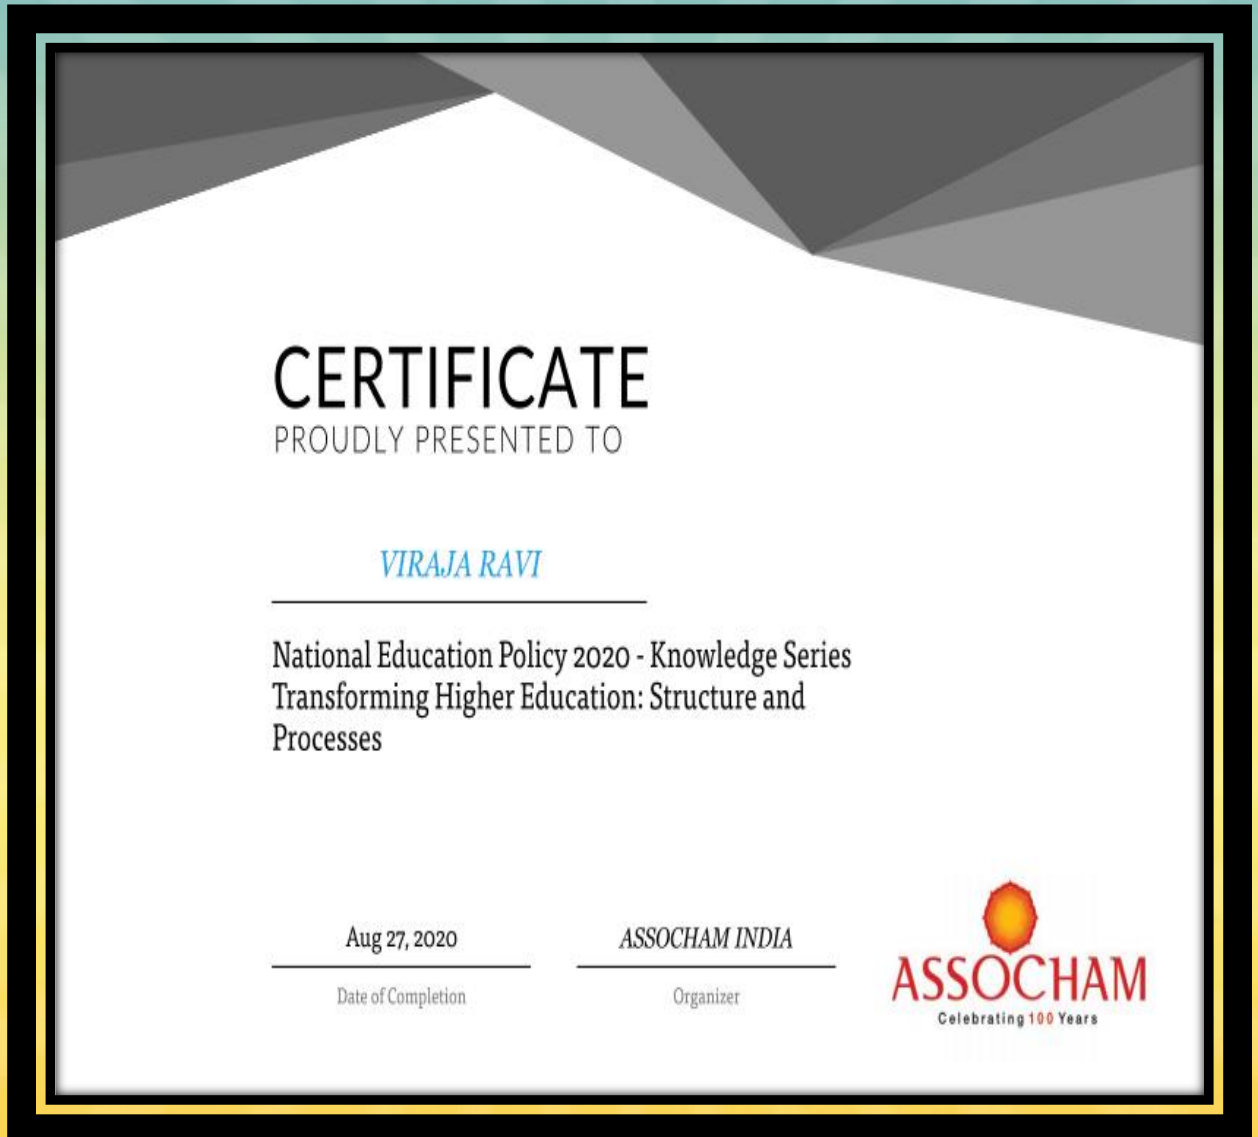 CERTIFICATE
PROUDLY PRESENTED TO
VIRAJA RAVI
National Education Policy 2020 - Knowledge Series
Transforming Higher Education: Structure and
Processes
Aug 27, 2020
Date of Completion
ASSOCHAM INDIA
Organizer
ASSOCHAM
Celebrating 100 Years